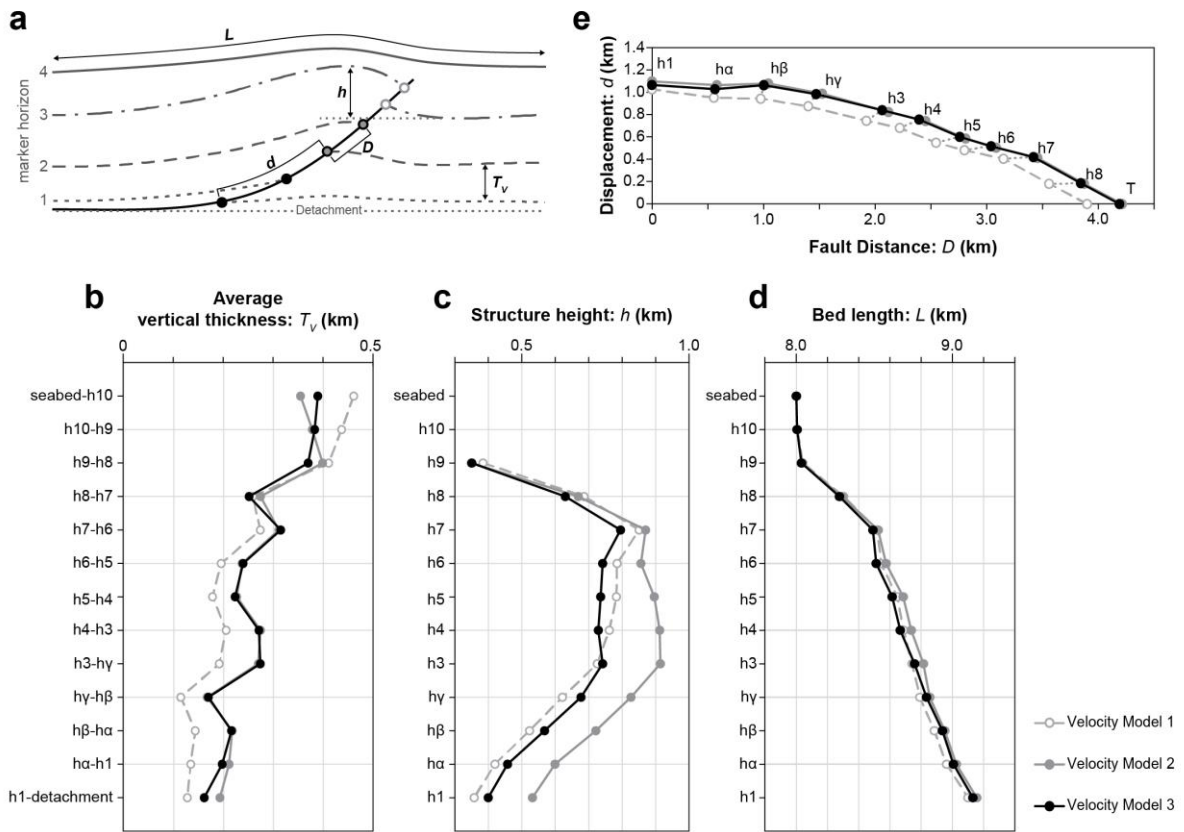 a
L
4
3
2
1
marker horizon
h
d
D
Tv
Detachment
e
Displacement: d (km)
1.4
1.2
1.0
0.8
0.6
0.4
0.2
0
h1
hα
hβ
hγ
h3
h4
h5
h6
h7
h8
T
0 1.0 2.0 3.0 4.0
Fault Distance: D (km)
b
Average
vertical thickness: Tv (km)
0 0.5
seabed-h10
h10-h9
h9-h8
h8-h7
h7-h6
h6-h5
h5-h4
h4-h3
h3-hγ
hγ-hβ
hβ-hα
hα-h1
h1-detachment
c
Structure height: h (km)
0.5 1.0
seabed
h10
h9
h8
h7
h6
h5
h4
h3
hγ
hβ
hα
h1
d
Bed length: L (km)
8.0 9.0
seabed
h10
h9
h8
h7
h6
h5
h4
h3
hγ
hβ
hα
h1
Velocity Model 1
Velocity Model 2
Velocity Model 3